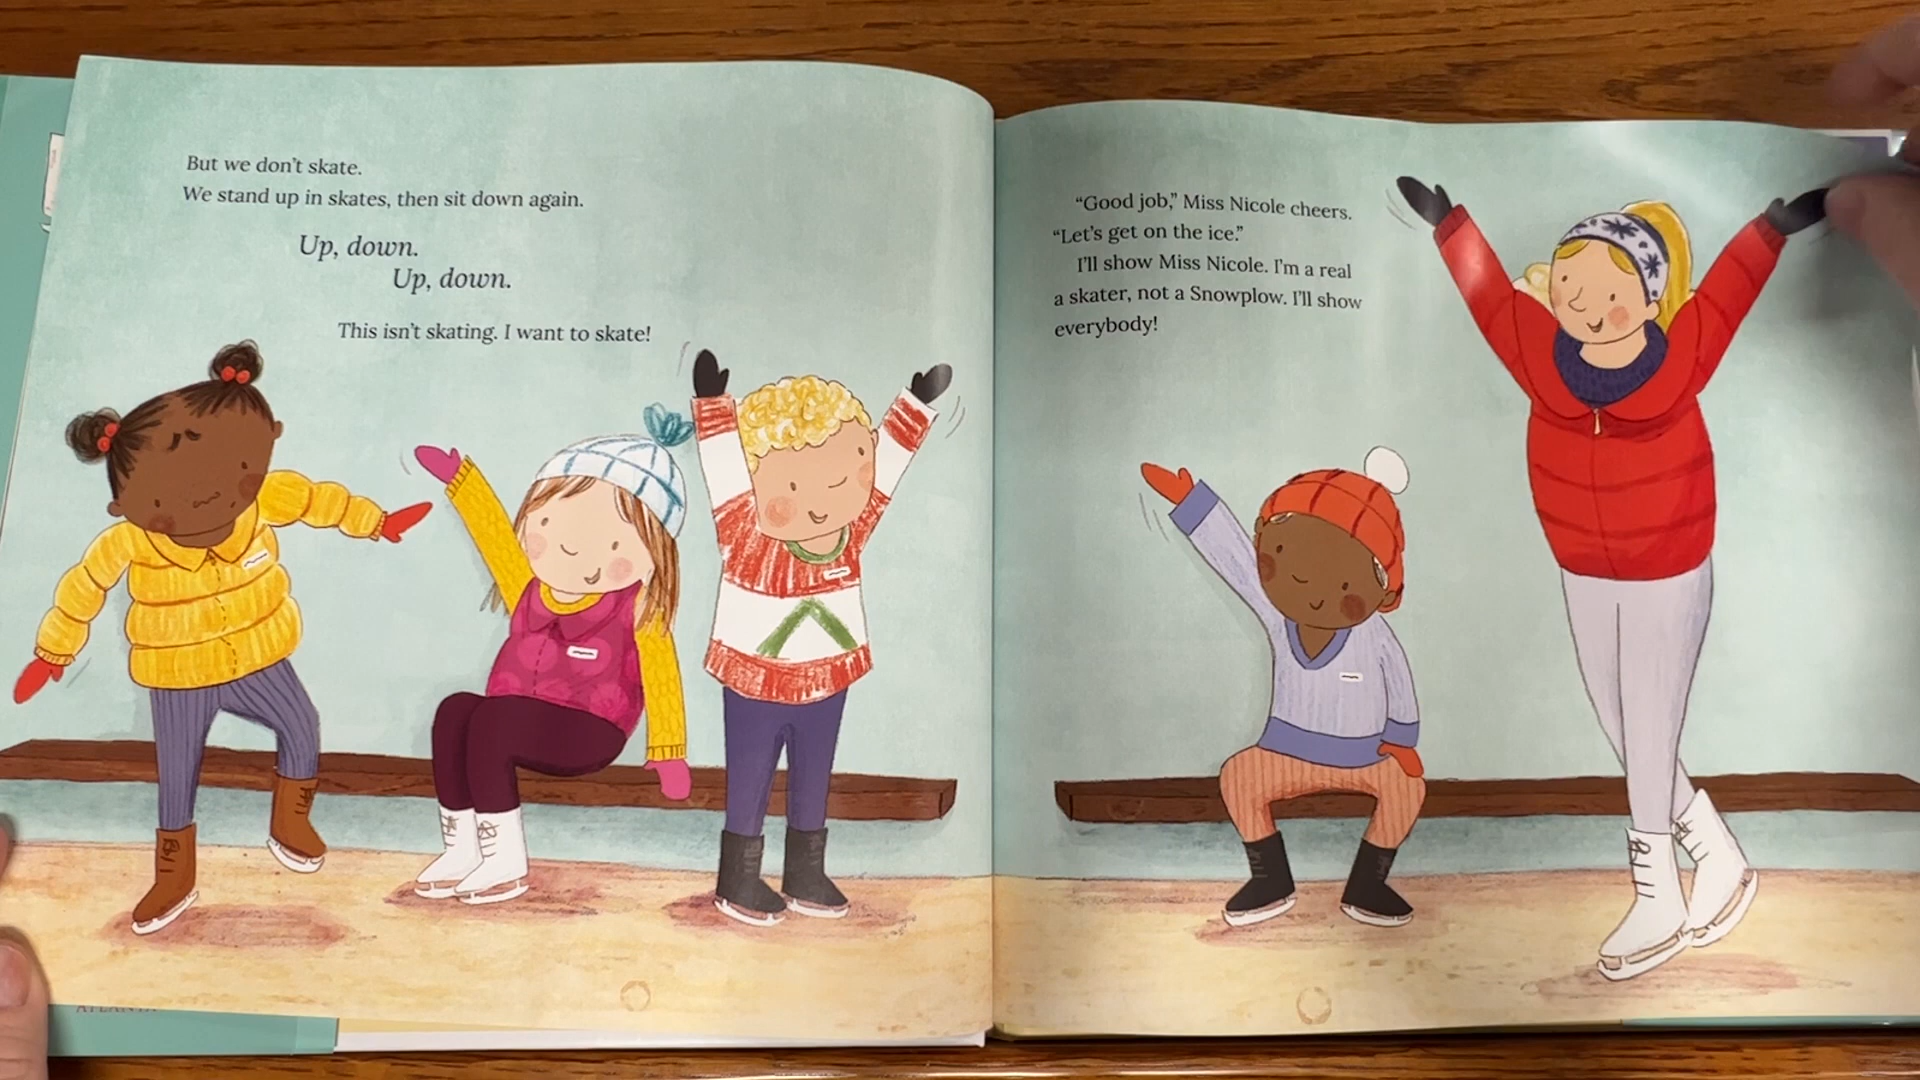 But we don't skate.
We stand up in skates, then sit down again.
Up, down.
Up, down.
This isn't skating. I want to skate!
“Good job,” Miss Nicole cheers.
“Let's get on the ice.”
I'll show Miss Nicole. I'm a real
a skater, not a Snowplow. I'll show
everybody!
ATLANTA